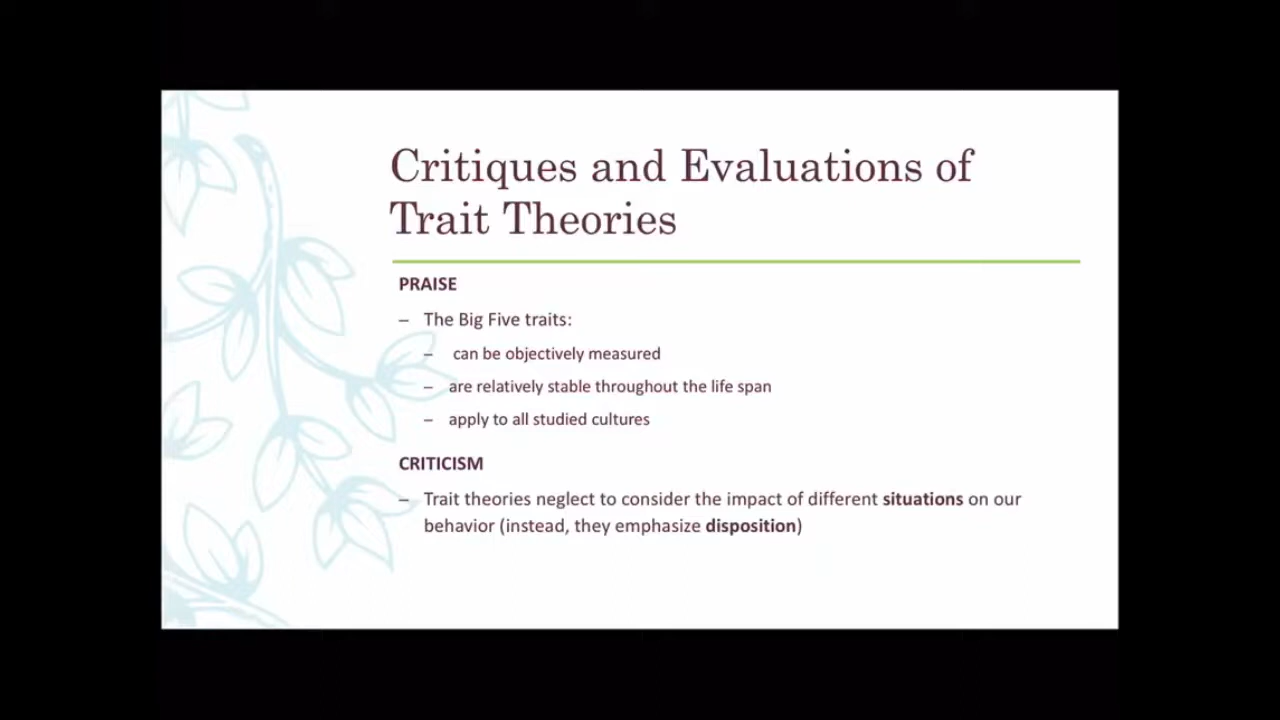 Critiques and Evaluations of
Trait Theories
PRAISE
– The Big Five traits:
– can be objectively measured
– are relatively stable throughout the life span
– apply to all studied cultures
CRITICISM
– Trait theories neglect to consider the impact of different situations on our
behavior (instead, they emphasize disposition)